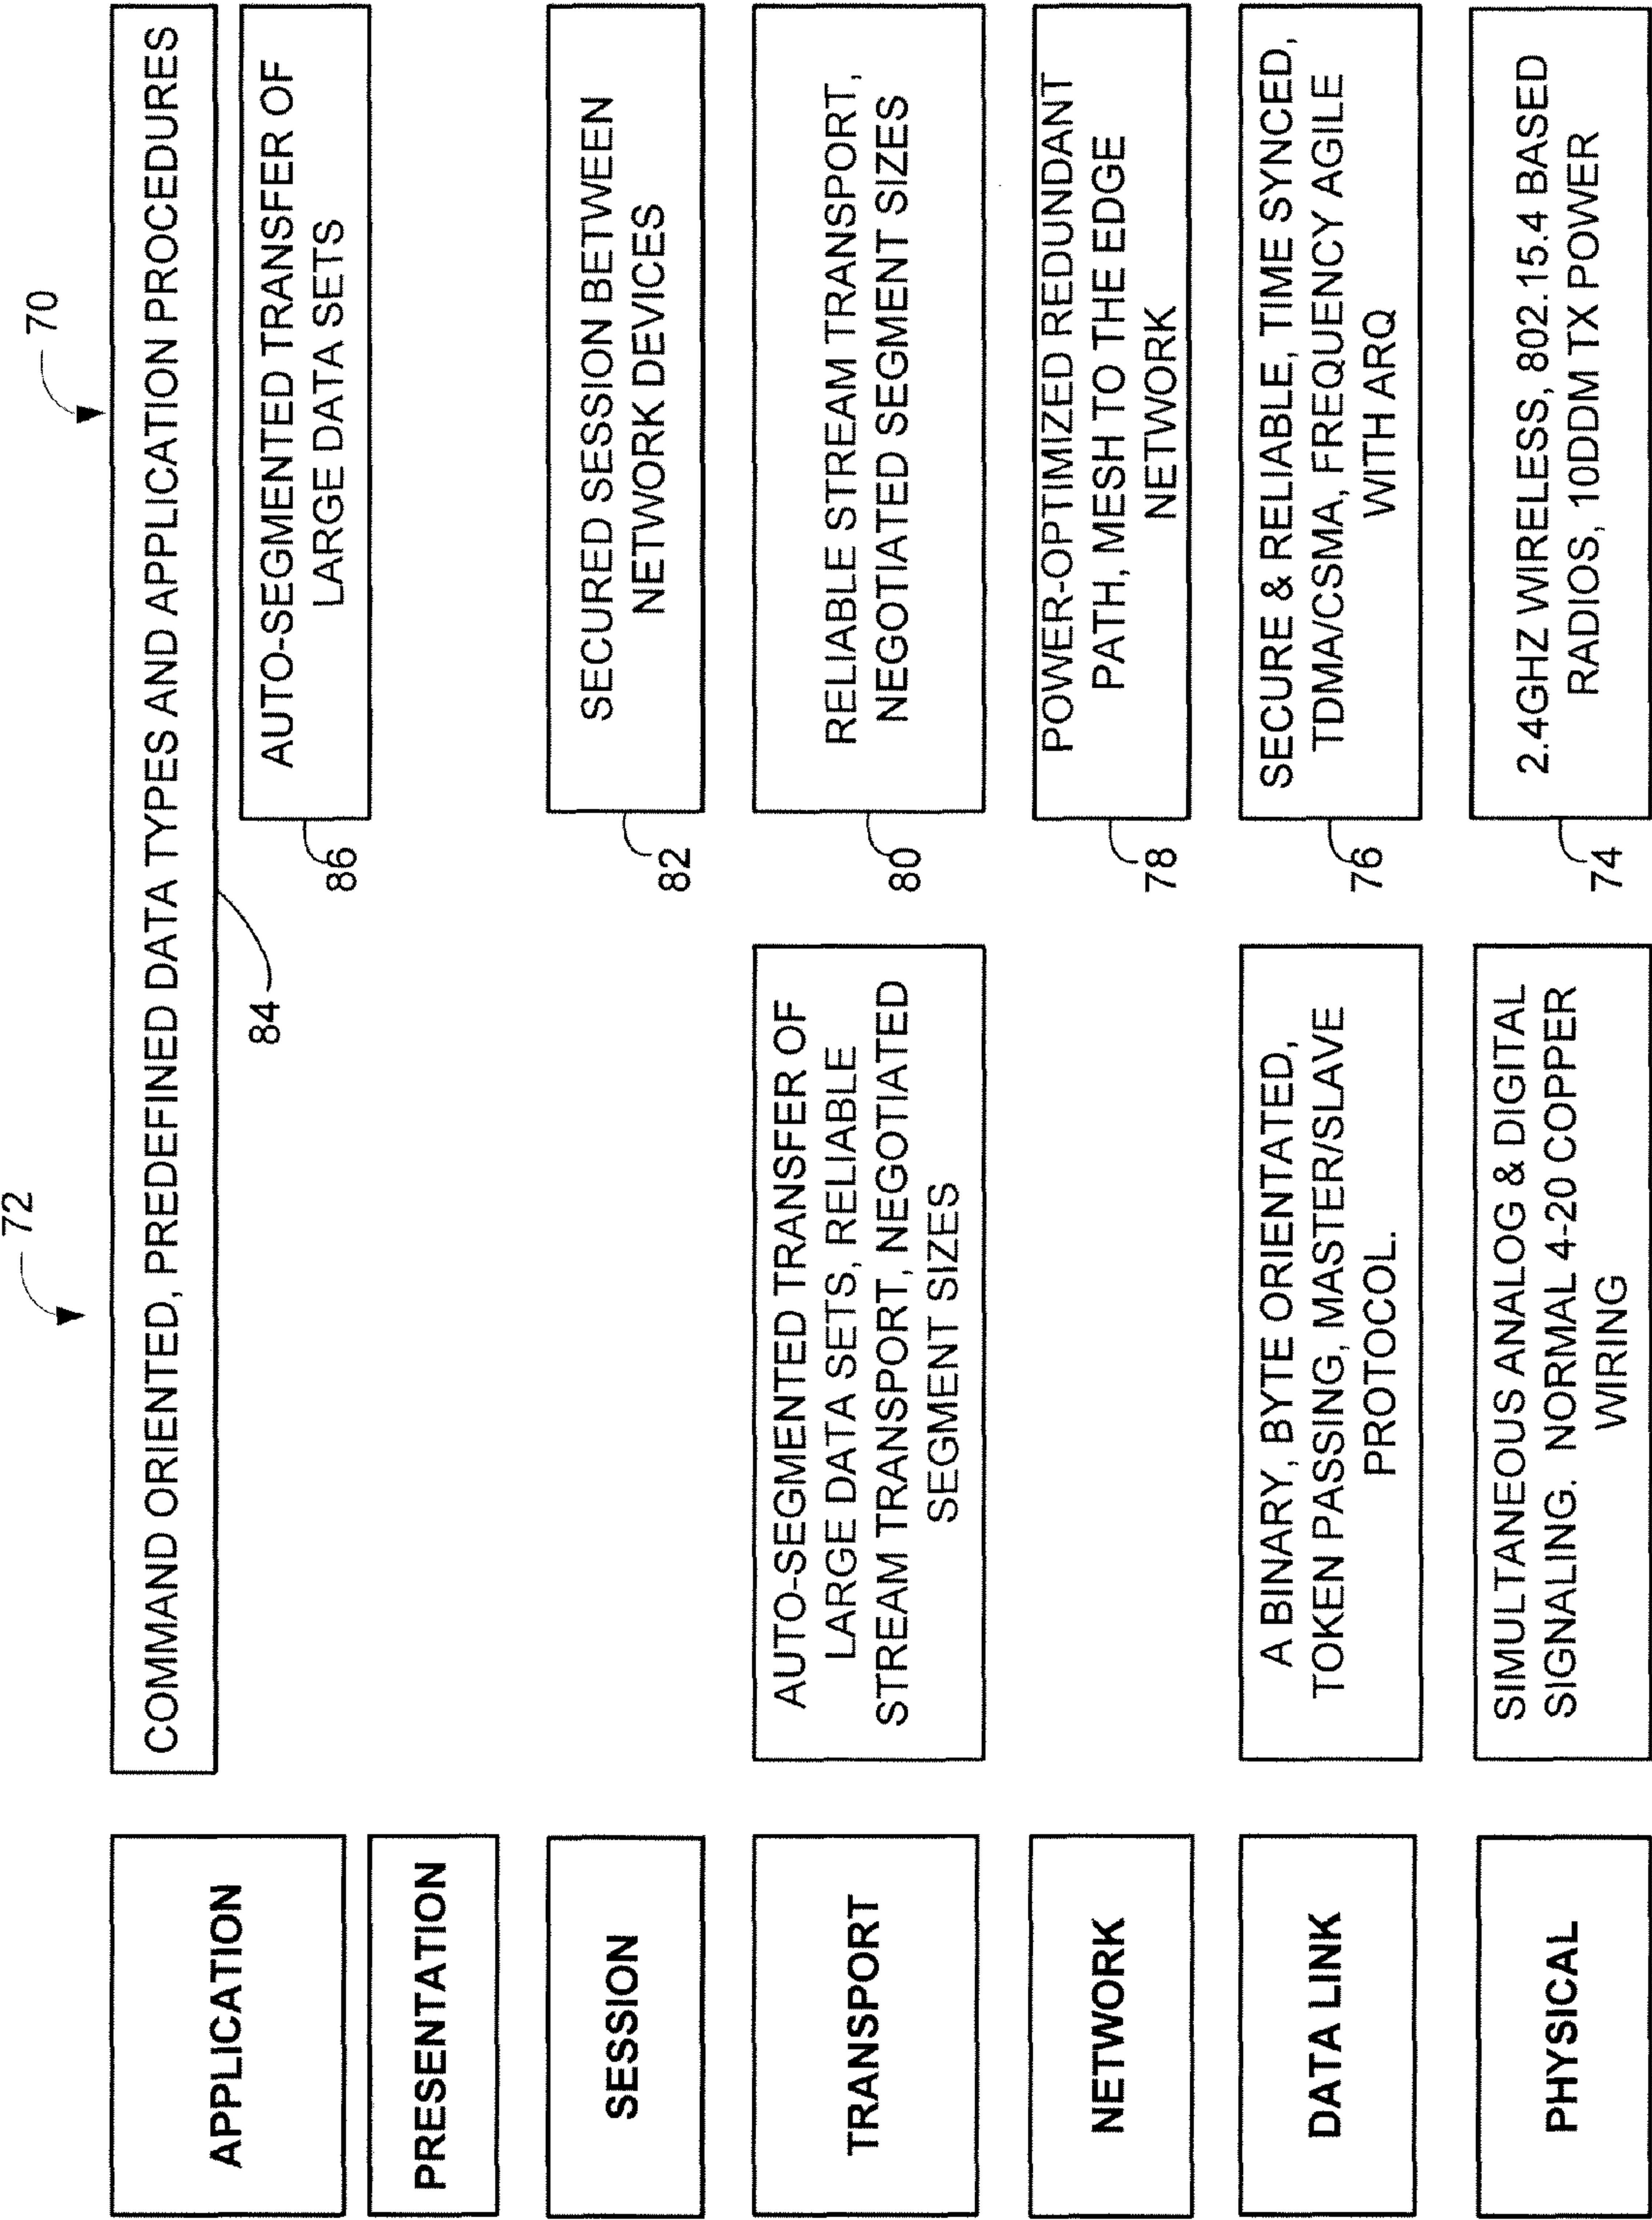 72
70
APPLICATION
COMMAND ORIENTED, PREDEFINED DATA TYPES AND APPLICATION PROCEDURES
84
AUTO-SEGMENTED TRANSFER OF
LARGE DATA SETS
86
PRESENTATION
SESSION
SECURED SESSION BETWEEN
NETWORK DEVICES
82
TRANSPORT
AUTO-SEGMENTED TRANSFER OF
LARGE DATA SETS, RELIABLE
STREAM TRANSPORT, NEGOTIATED
SEGMENT SIZES
RELIABLE STREAM TRANSPORT,
NEGOTIATED SEGMENT SIZES
80
NETWORK
POWER-OPTIMIZED REDUNDANT
PATH, MESH TO THE EDGE
NETWORK
78
DATA LINK
A BINARY, BYTE ORIENTATED,
TOKEN PASSING, MASTER/SLAVE
PROTOCOL.
SECURE & RELIABLE, TIME SYNCED,
TDMA/CSMA, FREQUENCY AGILE
WITH ARQ
76
PHYSICAL
SIMULTANEOUS ANALOG & DIGITAL
SIGNALING. NORMAL 4-20 COPPER
WIRING
2.4GHZ WIRELESS, 802.15.4 BASED
RADIOS, 10DDM TX POWER
74